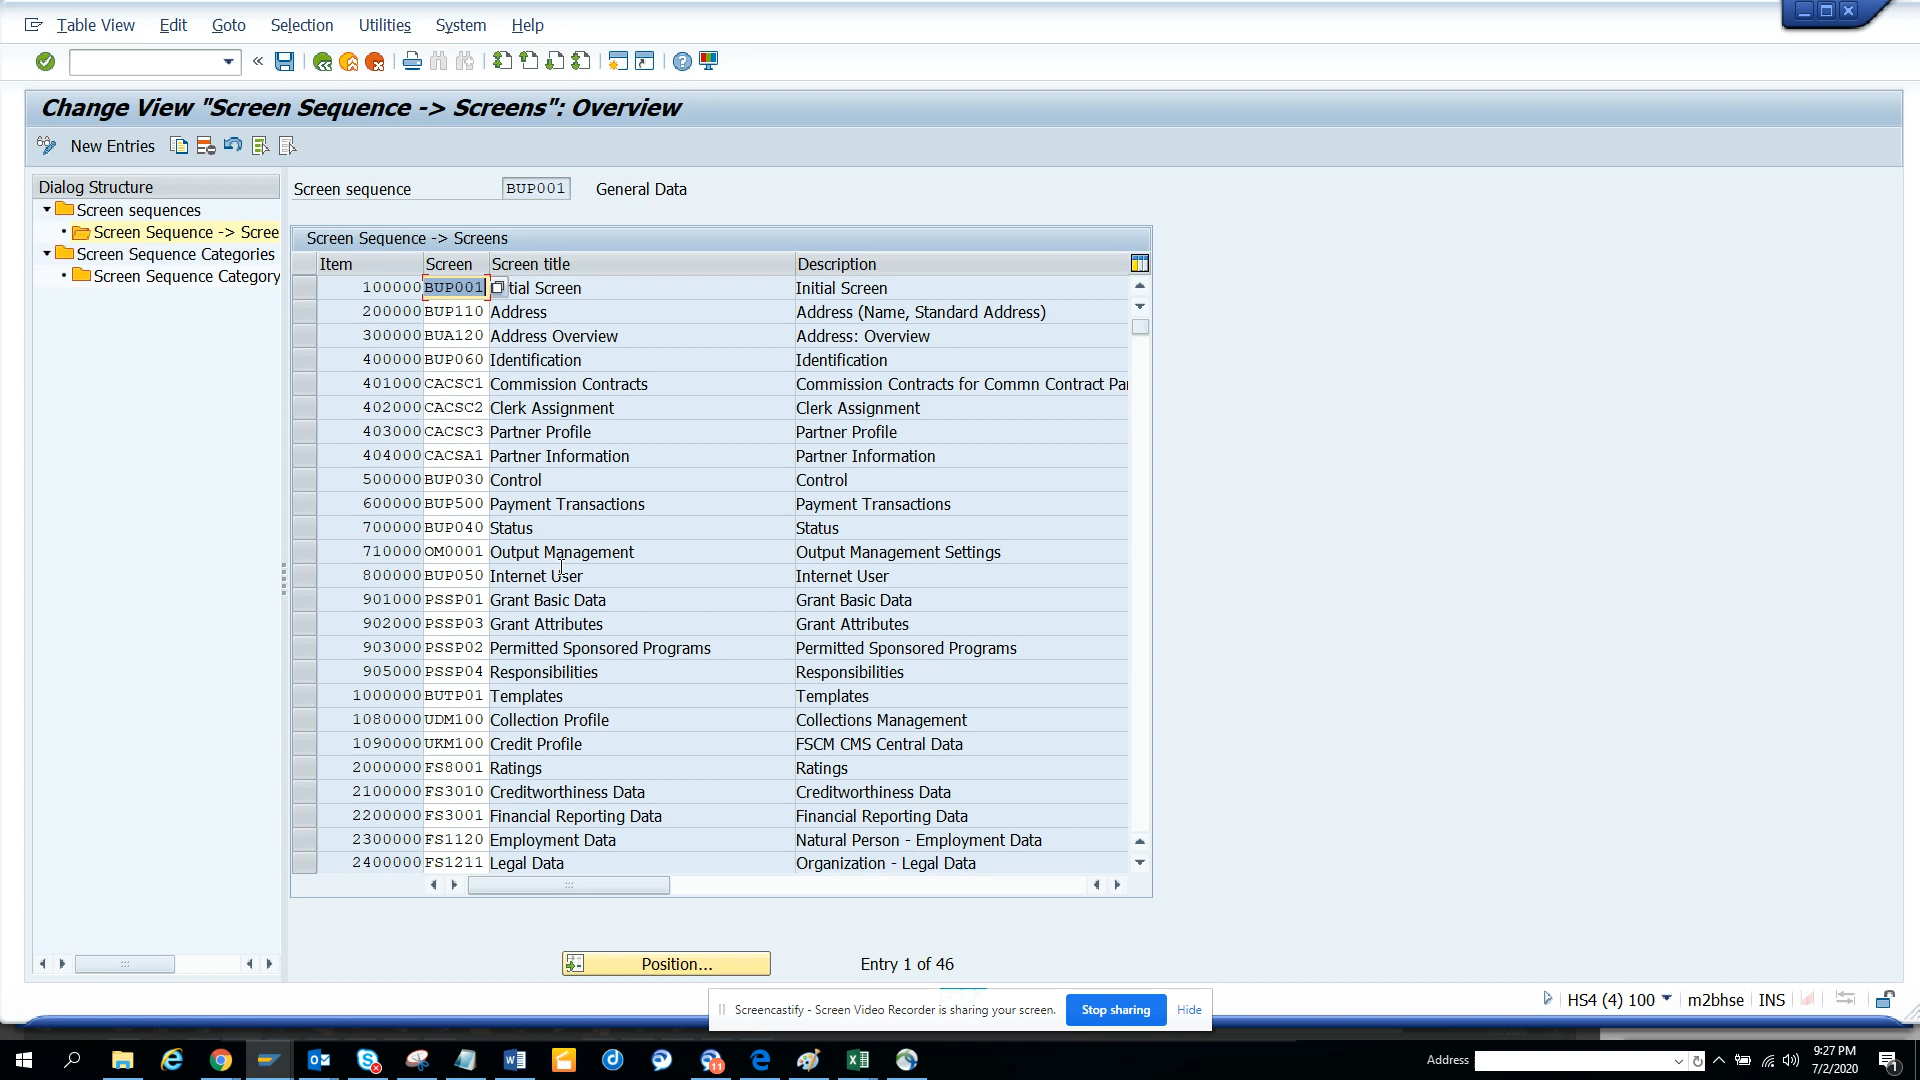 Table View Edit Goto Selection Utilities System Help
Change View "Screen Sequence -> Screens": Overview
New Entries
Dialog Structure
Screen sequences
Screen Sequence -> Scree
Screen Sequence Categories
Screen Sequence Category
Screen sequence BUP001 General Data
Screen Sequence -> Screens
Item Screen Screen title Description
100000 BUP001 tial Screen Initial Screen
200000 BUP110 Address Address (Name, Standard Address)
300000 BUA120 Address Overview Address: Overview
400000 BUP060 Identification Identification
401000 CACSC1 Commission Contracts Commission Contracts for Commn Contract Par
402000 CACSC2 Clerk Assignment Clerk Assignment
403000 CACSC3 Partner Profile Partner Profile
404000 CACSA1 Partner Information Partner Information
500000 BUP030 Control Control
600000 BUP500 Payment Transactions Payment Transactions
700000 BUP040 Status Status
710000 OM0001 Output Management Output Management Settings
800000 BUP050 Internet User Internet User
901000 PSSP01 Grant Basic Data Grant Basic Data
902000 PSSP03 Grant Attributes Grant Attributes
903000 PSSP02 Permitted Sponsored Programs Permitted Sponsored Programs
905000 PSSP04 Responsibilities Responsibilities
1000000 BUTP01 Templates Templates
1080000 UDM100 Collection Profile Collections Management
1090000 UKM100 Credit Profile FSCM CMS Central Data
2000000 FS8001 Ratings Ratings
2100000 FS3010 Creditworthiness Data Creditworthiness Data
2200000 FS3001 Financial Reporting Data Financial Reporting Data
2300000 FS1120 Employment Data Natural Person - Employment Data
2400000 FS1211 Legal Data Organization - Legal Data
Position... Entry 1 of 46
HS4 (4) 100 m2bhse INS
Screencastify - Screen Video Recorder is sharing your screen. Stop sharing Hide
Address
9:27 PM
7/2/2020
11
1